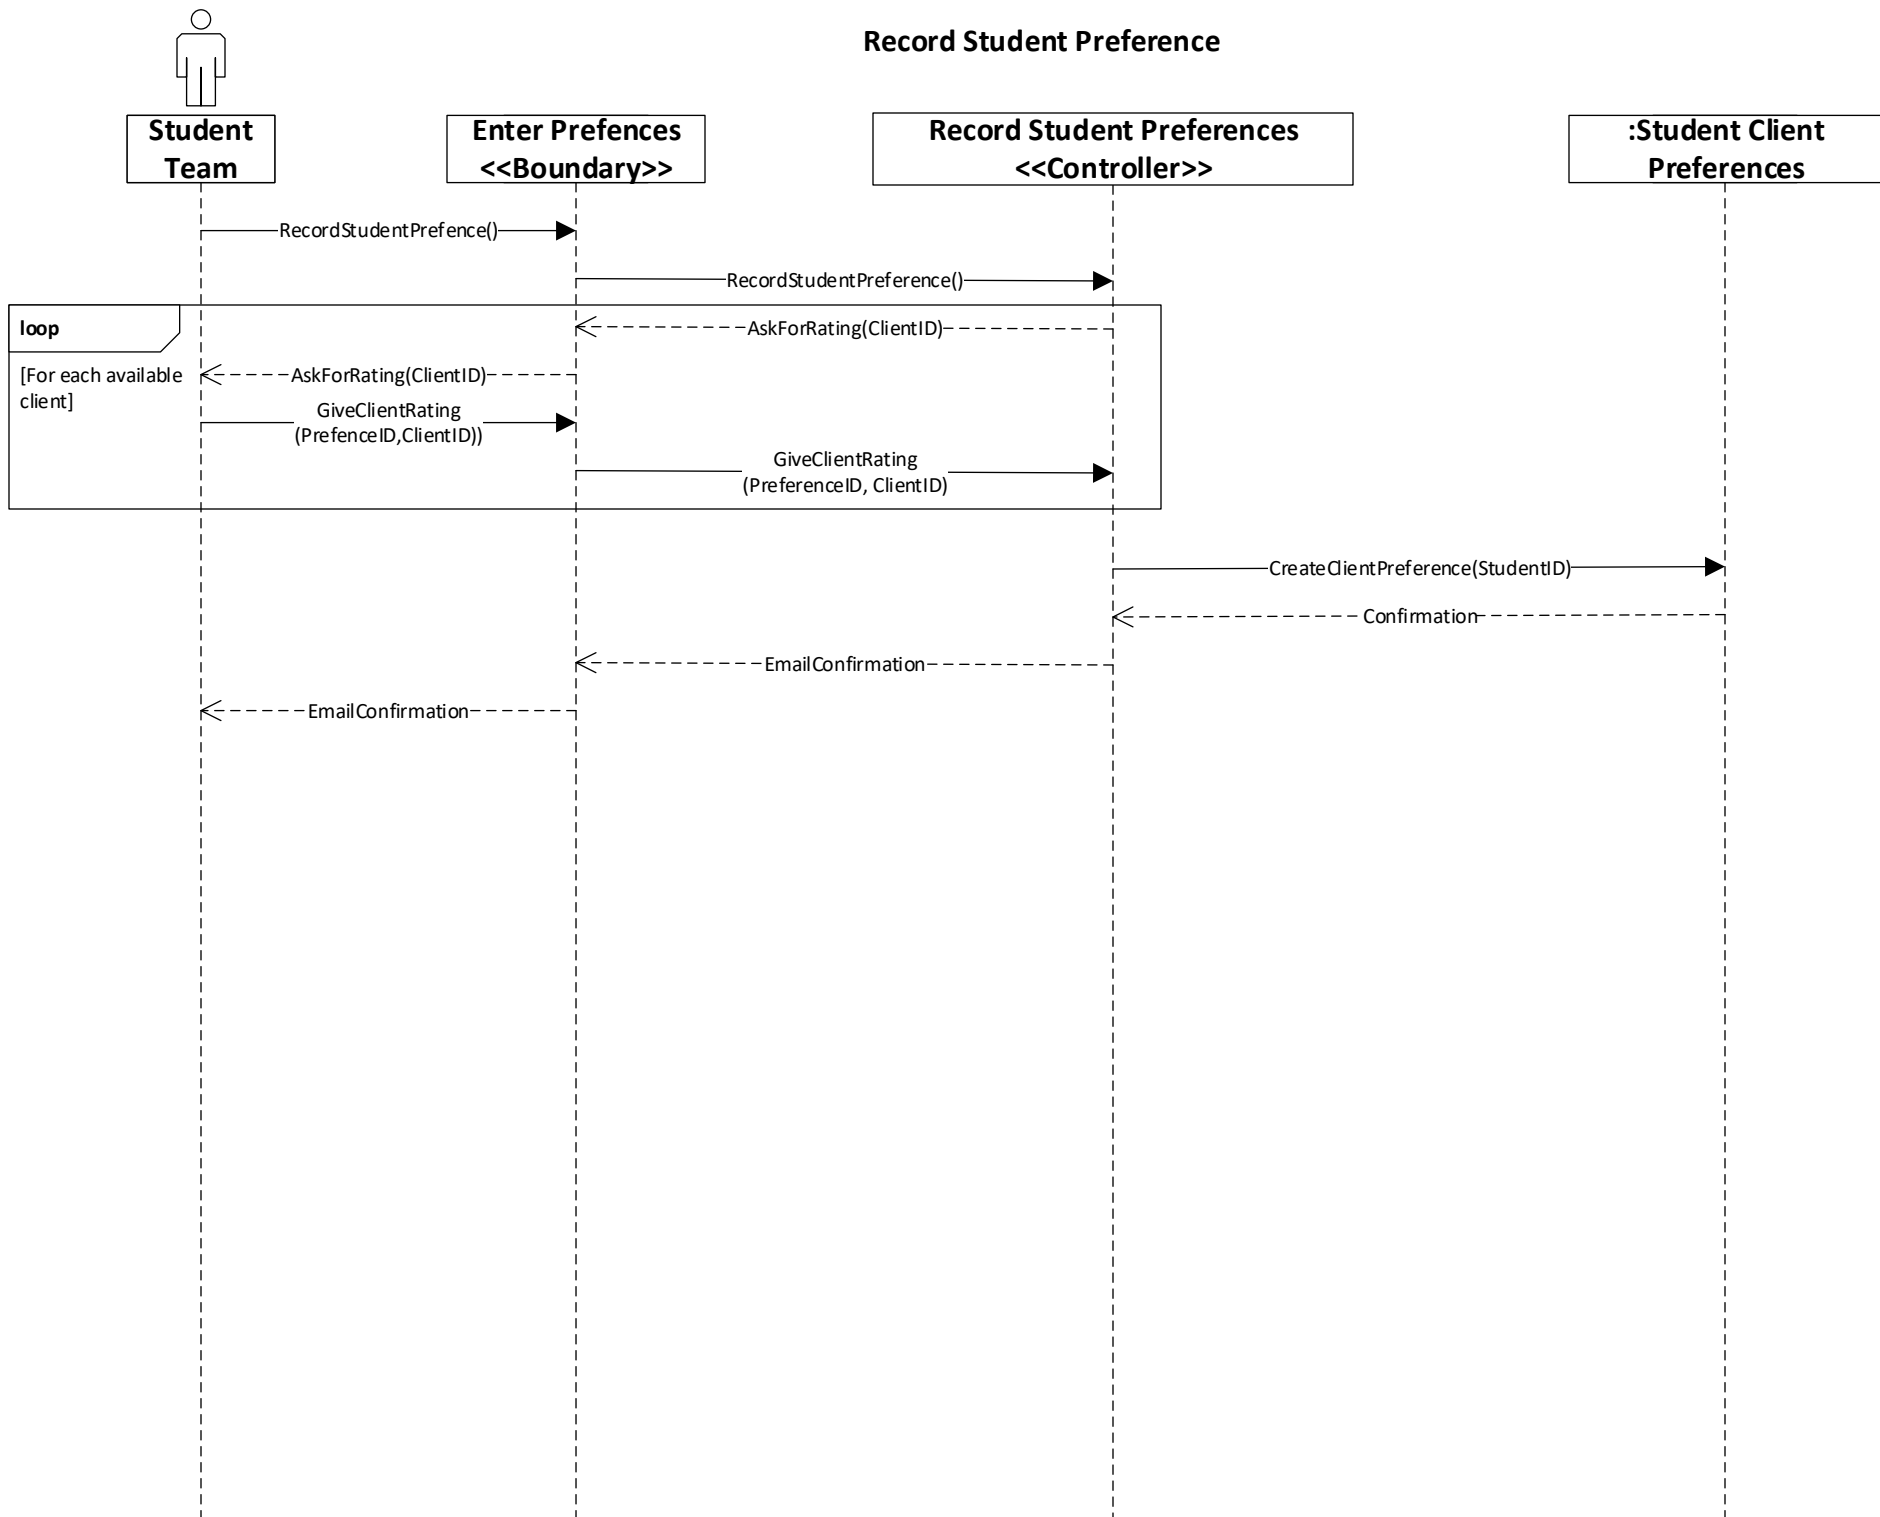 Record Student Preference
Student
Team
Enter Prefences
<<Boundary>>
Record Student Preferences
<<Controller>>
:Student Client
Preferences
RecordStudentPrefence()
RecordStudentPreference()
loop
AskForRating(ClientID)
[For each available
client]
AskForRating(ClientID)
GiveClientRating
(PrefenceID,ClientID))
GiveClientRating
(PreferenceID, ClientID)
CreateClientPreference(StudentID)
Confirmation
EmailConfirmation
EmailConfirmation